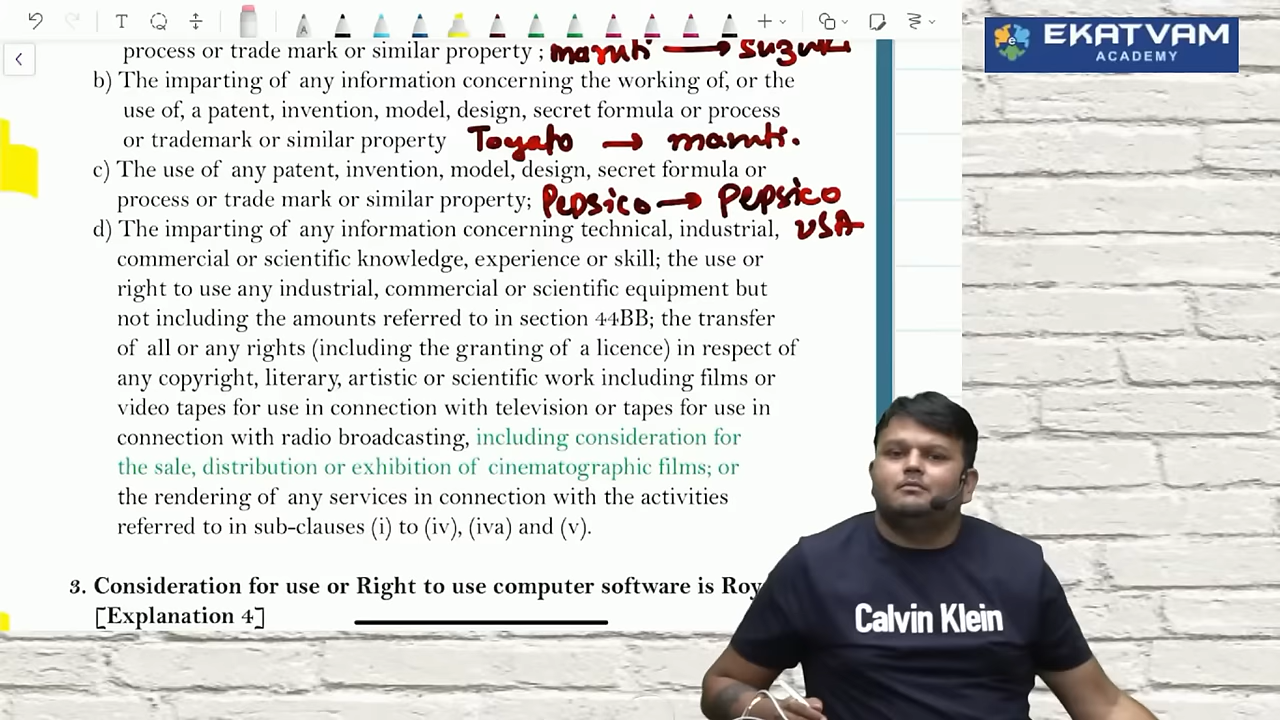 EKATVAM
ACADEMY
process or trade mark or similar property ; maruti → suzuki
b) The imparting of any information concerning the working of, or the
use of, a patent, invention, model, design, secret formula or process
or trademark or similar property Toyato → maruti.
c) The use of any patent, invention, model, design, secret formula or
process or trade mark or similar property; Pepsico → Pepsico
USA
d) The imparting of any information concerning technical, industrial,
commercial or scientific knowledge, experience or skill; the use or
right to use any industrial, commercial or scientific equipment but
not including the amounts referred to in section 44BB; the transfer
of all or any rights (including the granting of a licence) in respect of
any copyright, literary, artistic or scientific work including films or
video tapes for use in connection with television or tapes for use in
connection with radio broadcasting, including consideration for
the sale, distribution or exhibition of cinematographic films; or
the rendering of any services in connection with the activities
referred to in sub-clauses (i) to (iv), (iva) and (v).
3. Consideration for use or Right to use computer software is Roy
[Explanation 4]
Calvin Klein